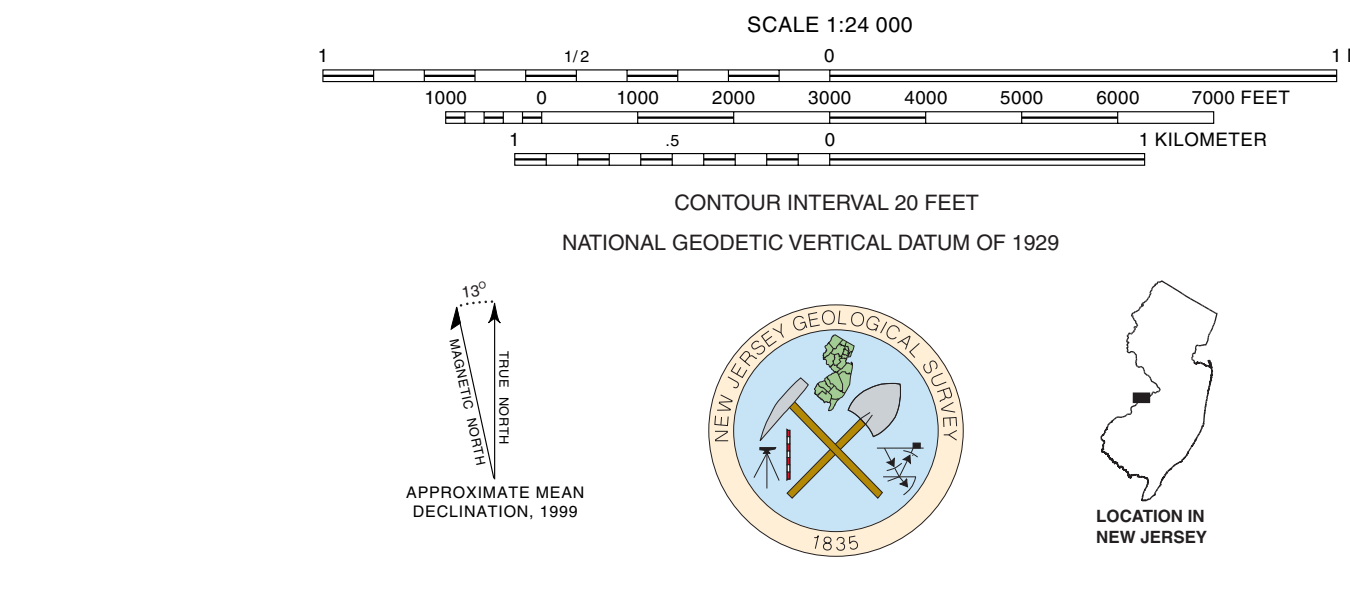 SCALE 1:24 000
1 1/2 0 1
1000 0 1000 2000 3000 4000 5000 6000 7000 FEET
1 .5 0 1 KILOMETER
CONTOUR INTERVAL 20 FEET
NATIONAL GEODETIC VERTICAL DATUM OF 1929
13°
MAGNETIC NORTH
TRUE NORTH
APPROXIMATE MEAN
DECLINATION, 1999
NEW JERSEY GEOLOGICAL SURVEY
1835
LOCATION IN
NEW JERSEY